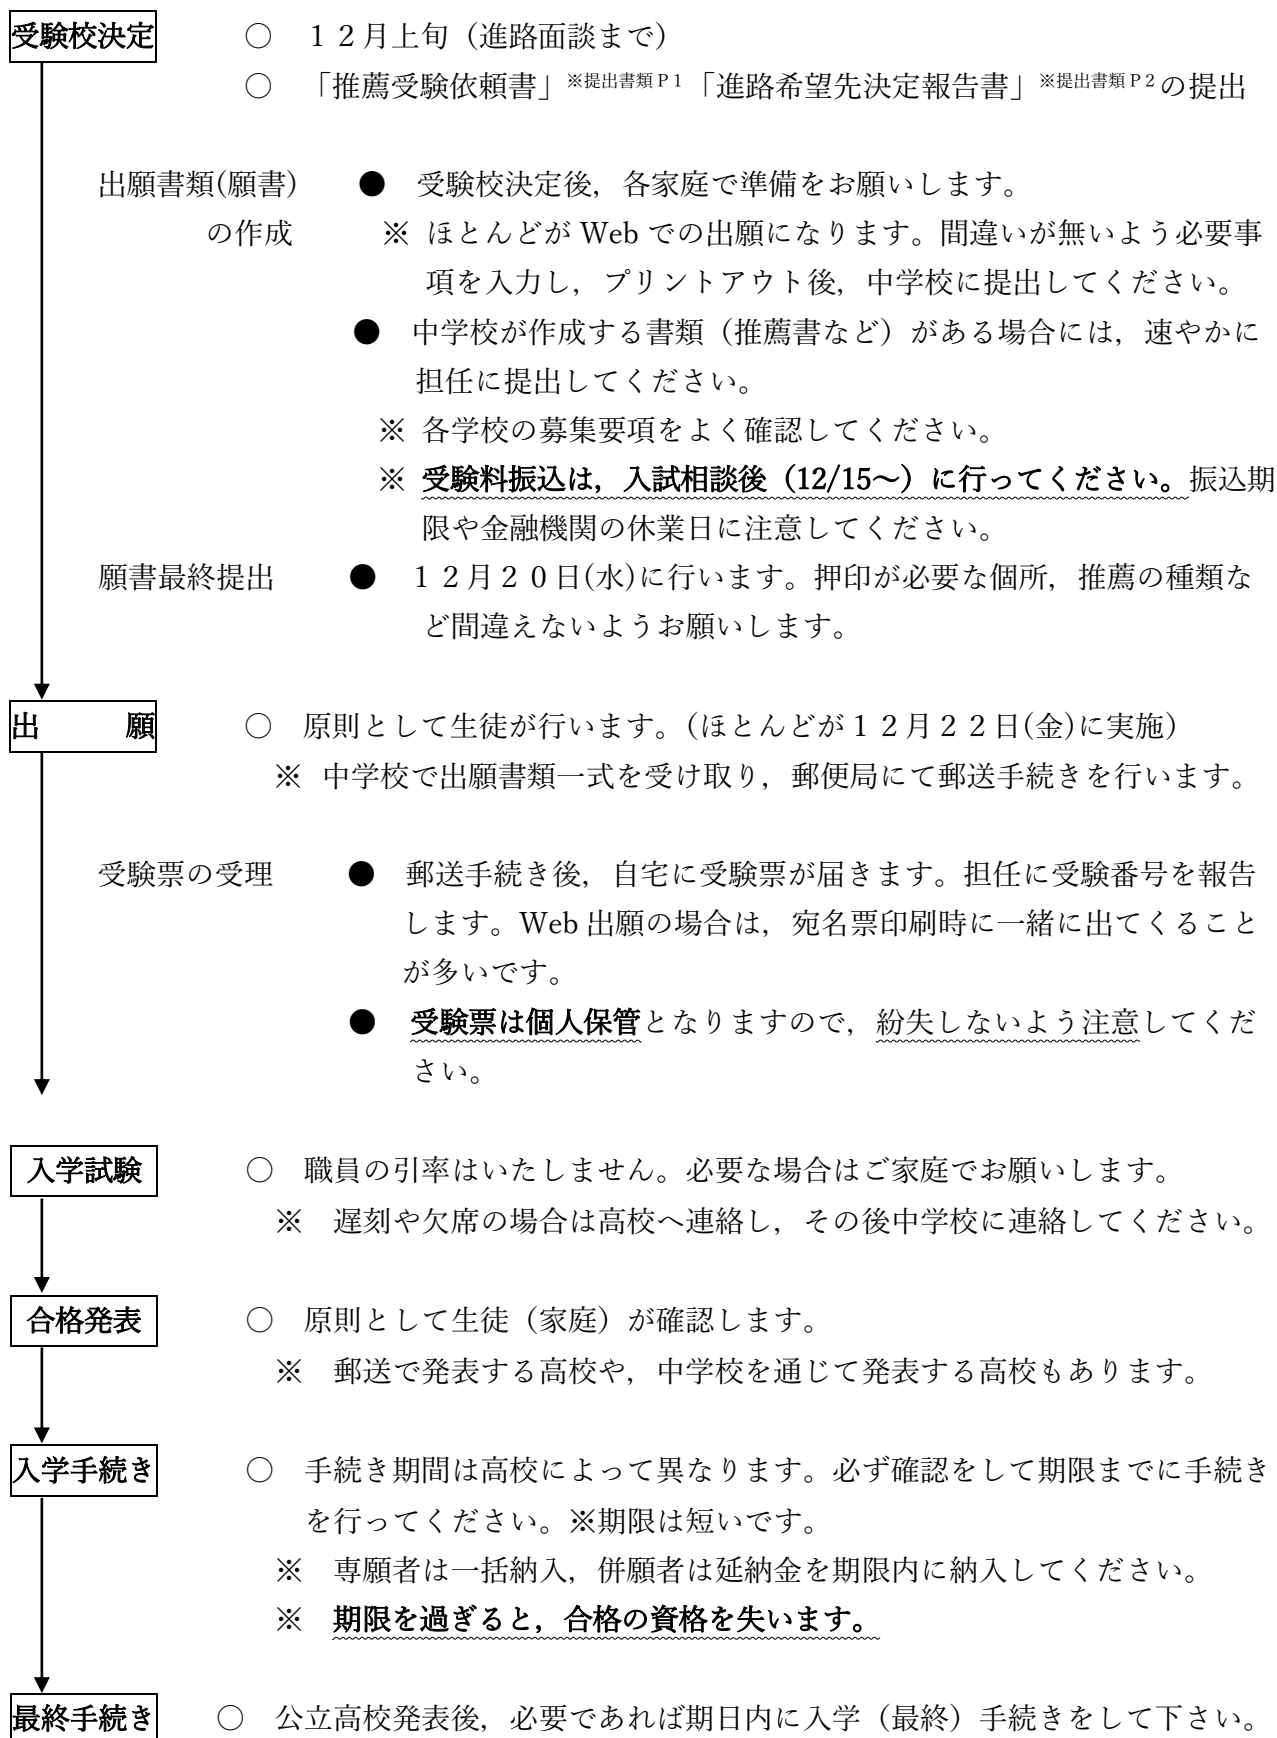 受験校決定　○　１２月上旬（進路面談まで）
○　「推薦受験依頼書」※提出書類Ｐ１「進路希望先決定報告書」※提出書類Ｐ２の提出
出願書類(願書)　●　受験校決定後，各家庭で準備をお願いします。
の作成　※ ほとんどが Web での出願になります。間違いが無いよう必要事
項を入力し，プリントアウト後，中学校に提出してください。
●　中学校が作成する書類（推薦書など）がある場合には，速やかに
担任に提出してください。
※ 各学校の募集要項をよく確認してください。
※ 受験料振込は，入試相談後（12/15～）に行ってください。振込期
限や金融機関の休業日に注意してください。
願書最終提出　●　１２月２０日(水)に行います。押印が必要な個所，推薦の種類な
ど間違えないようお願いします。
出　　願　○　原則として生徒が行います。(ほとんどが１２月２２日(金)に実施)
※ 中学校で出願書類一式を受け取り，郵便局にて郵送手続きを行います。
受験票の受理　●　郵送手続き後，自宅に受験票が届きます。担任に受験番号を報告
します。Web 出願の場合は，宛名票印刷時に一緒に出てくること
が多いです。
●　受験票は個人保管となりますので，紛失しないよう注意してくだ
さい。
入学試験　○　職員の引率はいたしません。必要な場合はご家庭でお願いします。
※　遅刻や欠席の場合は高校へ連絡し，その後中学校に連絡してください。
合格発表　○　原則として生徒（家庭）が確認します。
※　郵送で発表する高校や，中学校を通じて発表する高校もあります。
入学手続き　○　手続き期間は高校によって異なります。必ず確認をして期限までに手続き
を行ってください。※期限は短いです。
※　専願者は一括納入，併願者は延納金を期限内に納入してください。
※　期限を過ぎると，合格の資格を失います。
最終手続き　○　公立高校発表後，必要であれば期日内に入学（最終）手続きをして下さい。